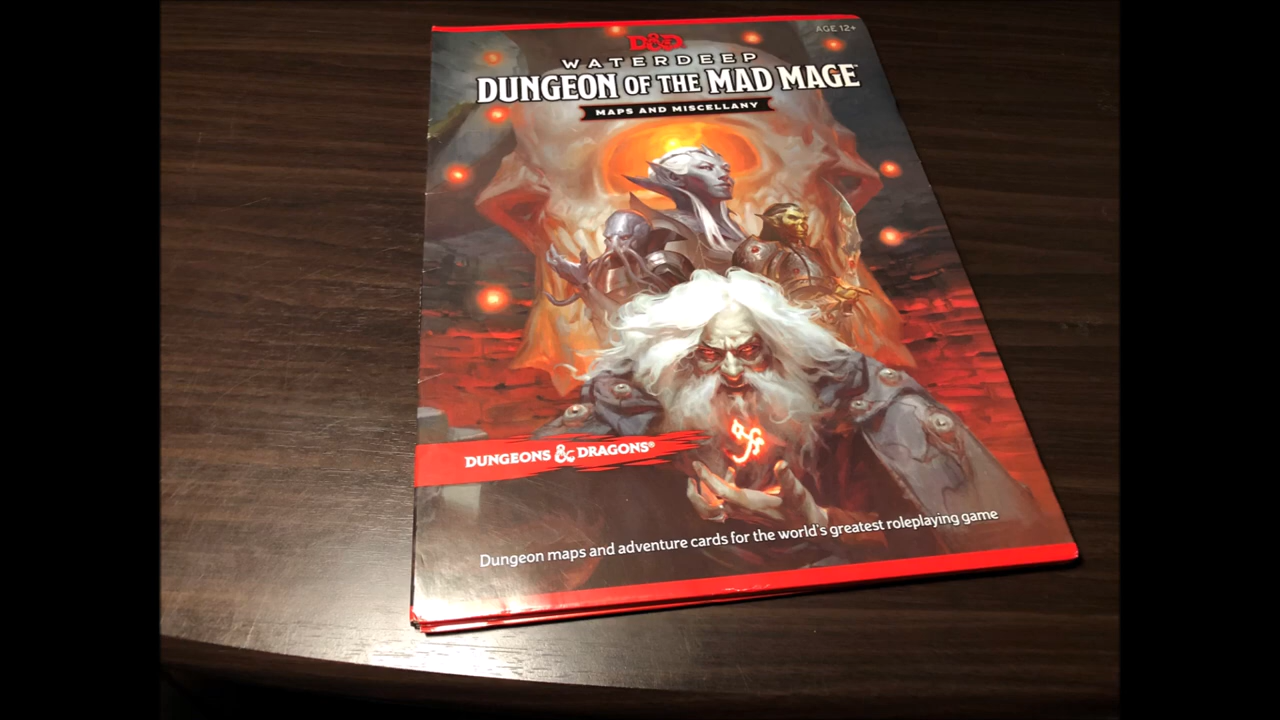 AGE 12+
D&D
WATERDEEP
DUNGEON OF THE MAD MAGE™
MAPS AND MISCELLANY
DUNGEONS & DRAGONS®
Dungeon maps and adventure cards for the world's greatest roleplaying game